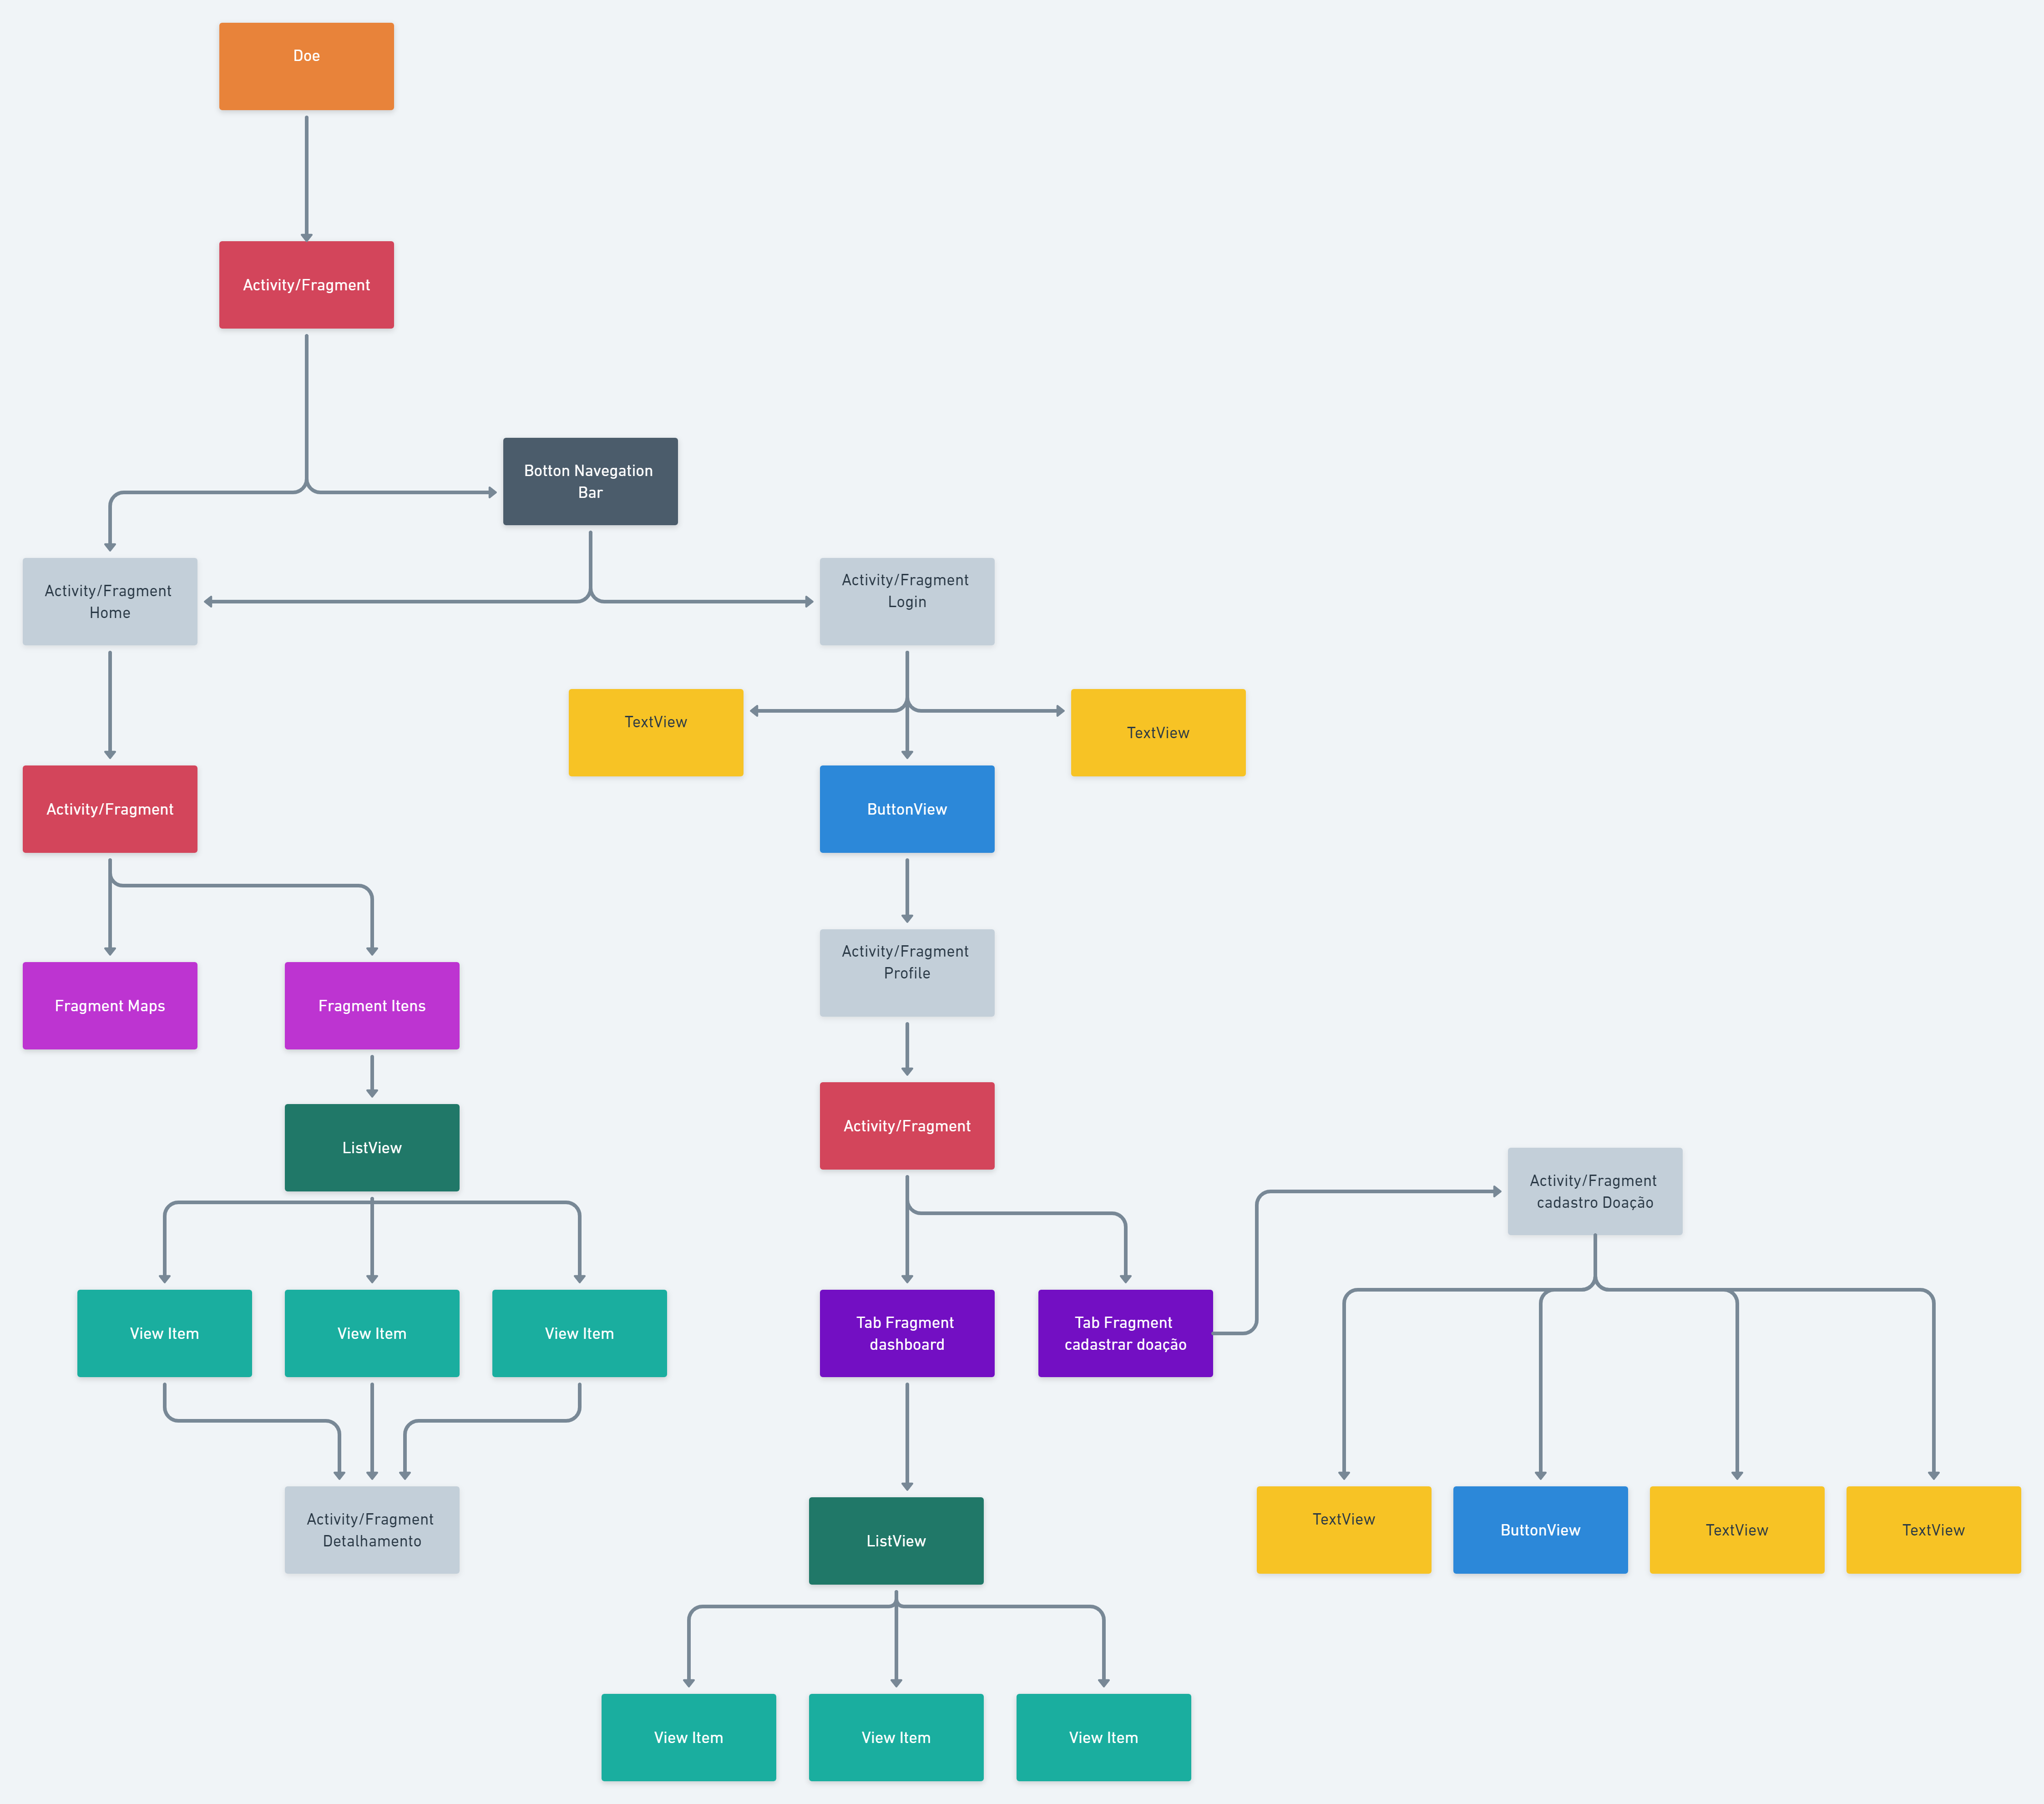 Doe
Activity/Fragment
Botton Navegation
Bar
Activity/Fragment
Home
Activity/Fragment
Login
TextView
TextView
Activity/Fragment
ButtonView
Activity/Fragment
Profile
Fragment Maps
Fragment Itens
Activity/Fragment
ListView
Activity/Fragment
cadastro Doação
View Item
View Item
View Item
Tab Fragment
dashboard
Tab Fragment
cadastrar doação
Activity/Fragment
Detalhamento
ListView
TextView
ButtonView
TextView
TextView
View Item
View Item
View Item